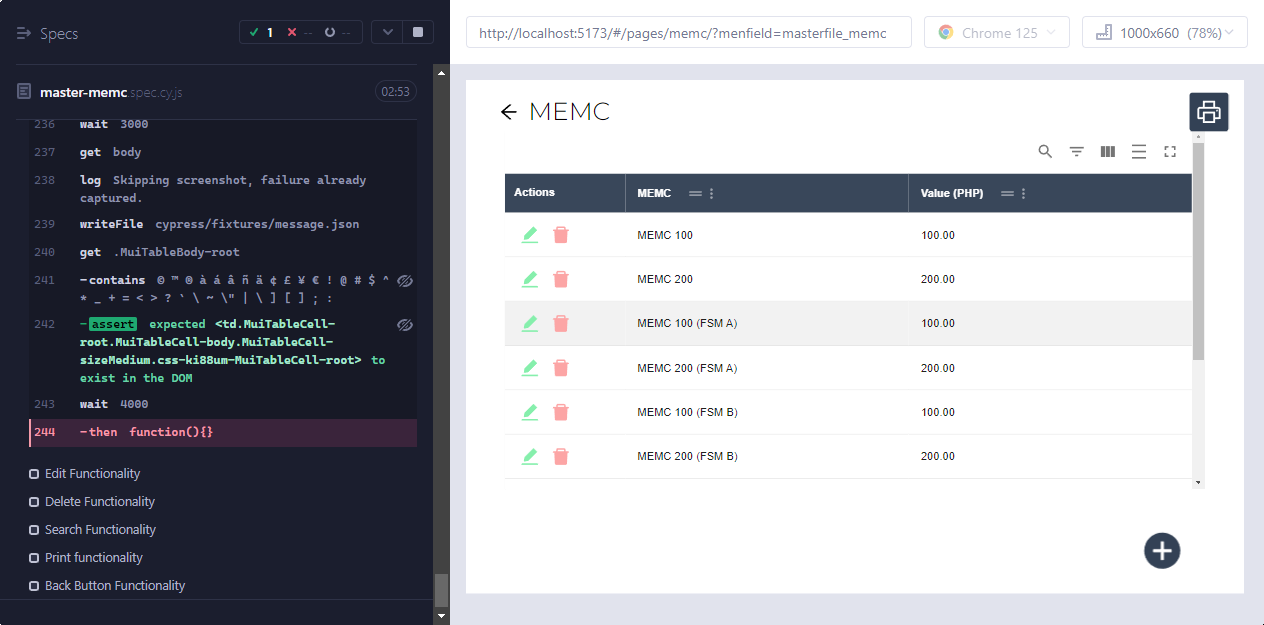 Specs
1 -- --
master-memc.spec.cy.js 02:53
236 wait 3000
237 get body
238 log Skipping screenshot, failure already
captured.
239 writeFile cypress/fixtures/message.json
240 get .MuiTableBody-root
241 -contains © ™ ® à á â ñ ä ¢ £ ¥ € ! @ # $ ^
* _ + = < > ? ` \ ~ \" | \ ] [ ] ; :
242 -assert expected <td.MuiTableCell-
root.MuiTableCell-body.MuiTableCell-
sizeMedium.css-ki88um-MuiTableCell-root> to
exist in the DOM
243 wait 4000
244 -then function(){}
Edit Functionality
Delete Functionality
Search Functionality
Print functionality
Back Button Functionality
http://localhost:5173/#/pages/memc/?menfield=masterfile_memc
Chrome 125
1000x660 (78%)
MEMC
Actions MEMC Value (PHP)
MEMC 100 100.00
MEMC 200 200.00
MEMC 100 (FSM A) 100.00
MEMC 200 (FSM A) 200.00
MEMC 100 (FSM B) 100.00
MEMC 200 (FSM B) 200.00